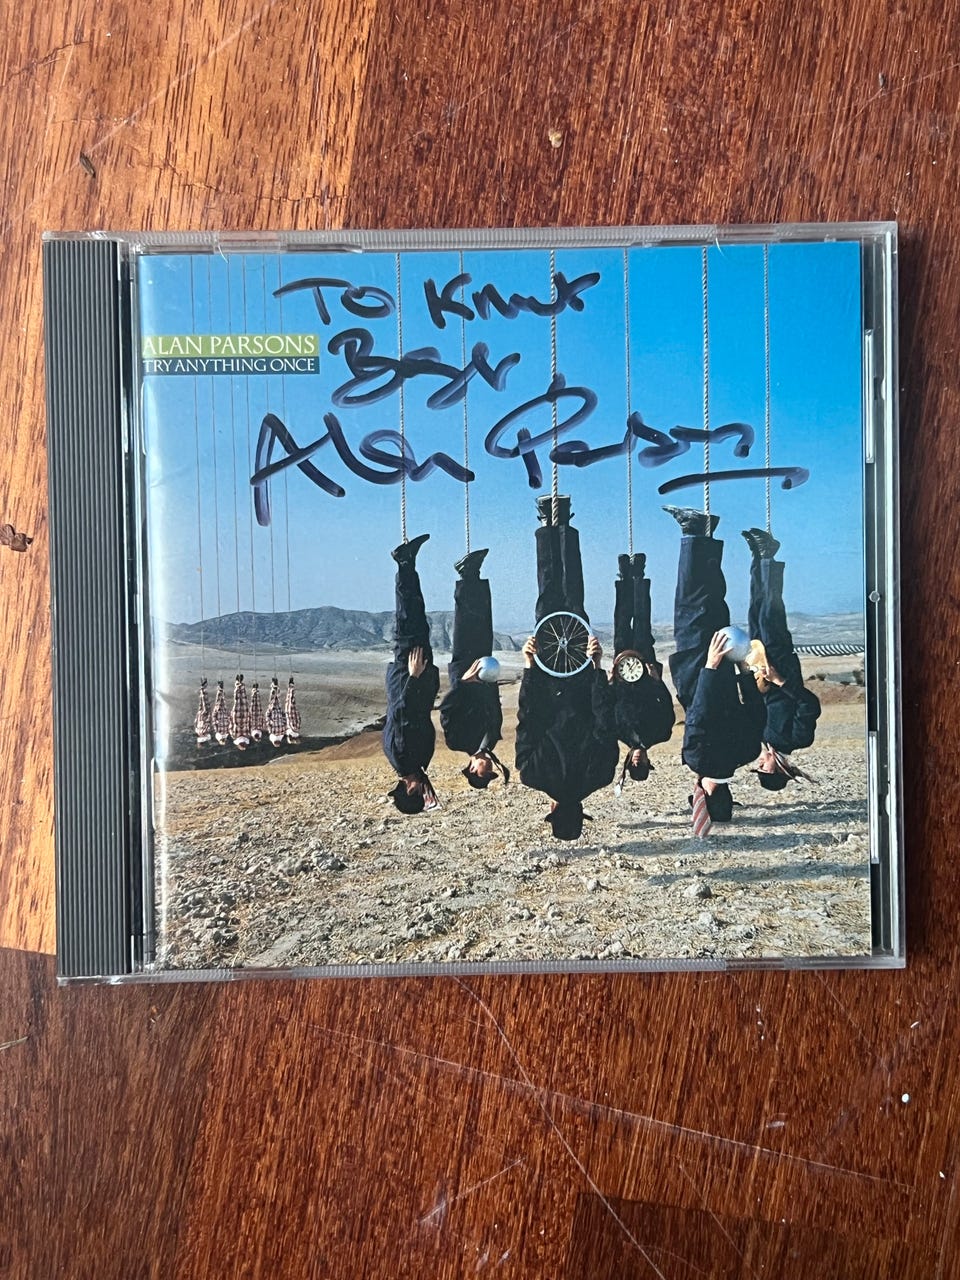 TO Knut
ALAN PARSONS
TRY ANYTHING ONCE
Best
Alan Parsons